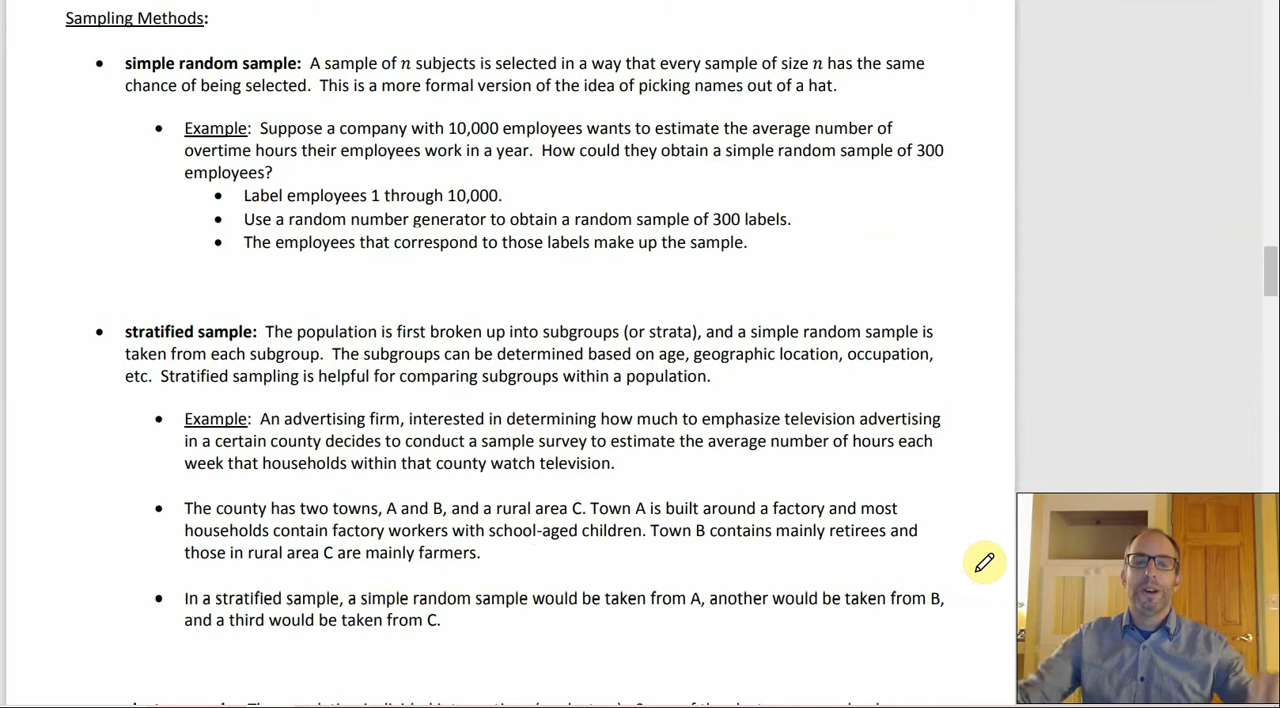 Sampling Methods:
• simple random sample: A sample of n subjects is selected in a way that every sample of size n has the same
chance of being selected. This is a more formal version of the idea of picking names out of a hat.
• Example: Suppose a company with 10,000 employees wants to estimate the average number of
overtime hours their employees work in a year. How could they obtain a simple random sample of 300
employees?
• Label employees 1 through 10,000.
• Use a random number generator to obtain a random sample of 300 labels.
• The employees that correspond to those labels make up the sample.
• stratified sample: The population is first broken up into subgroups (or strata), and a simple random sample is
taken from each subgroup. The subgroups can be determined based on age, geographic location, occupation,
etc. Stratified sampling is helpful for comparing subgroups within a population.
• Example: An advertising firm, interested in determining how much to emphasize television advertising
in a certain county decides to conduct a sample survey to estimate the average number of hours each
week that households within that county watch television.
• The county has two towns, A and B, and a rural area C. Town A is built around a factory and most
households contain factory workers with school-aged children. Town B contains mainly retirees and
those in rural area C are mainly farmers.
• In a stratified sample, a simple random sample would be taken from A, another would be taken from B,
and a third would be taken from C.